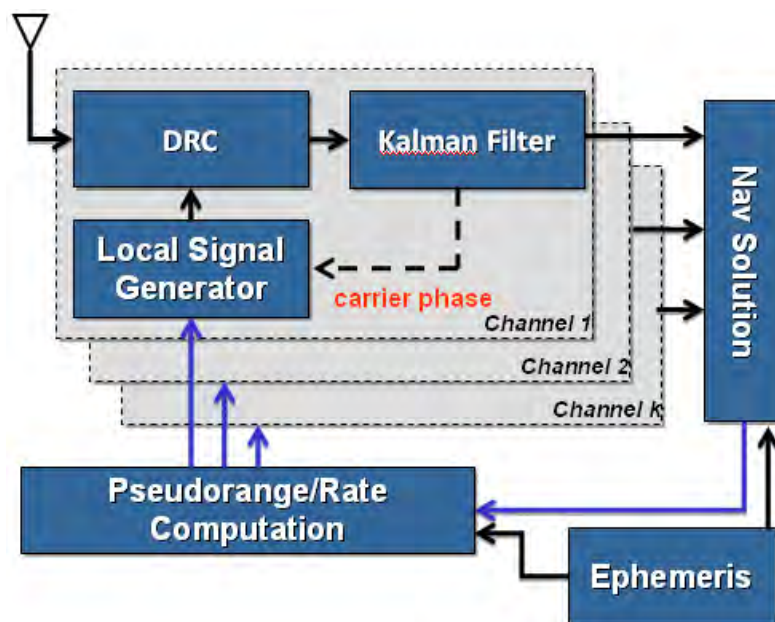 DRC
Kalman Filter
Local Signal
Generator
carrier phase
Channel 1
Channel 2
Channel k
Nav Solution
Pseudorange/Rate
Computation
Ephemeris